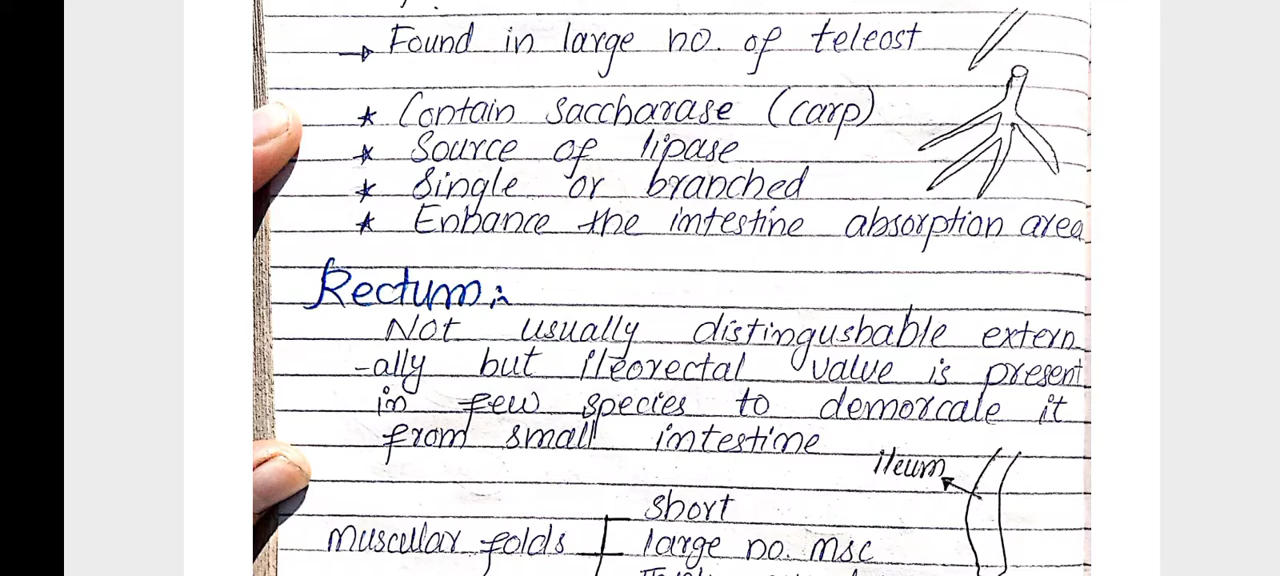 → Found in large no. of teleost
* Contain saccharase (carp)
* Source of lipase
* Single or branched
* Enhance the intestine absorption area
Rectum:
Not usually distingushable extern
-ally but ileorectal value is present
in few species to demorcale it
from small intestine
ileum
short
muscular folds large no. msc